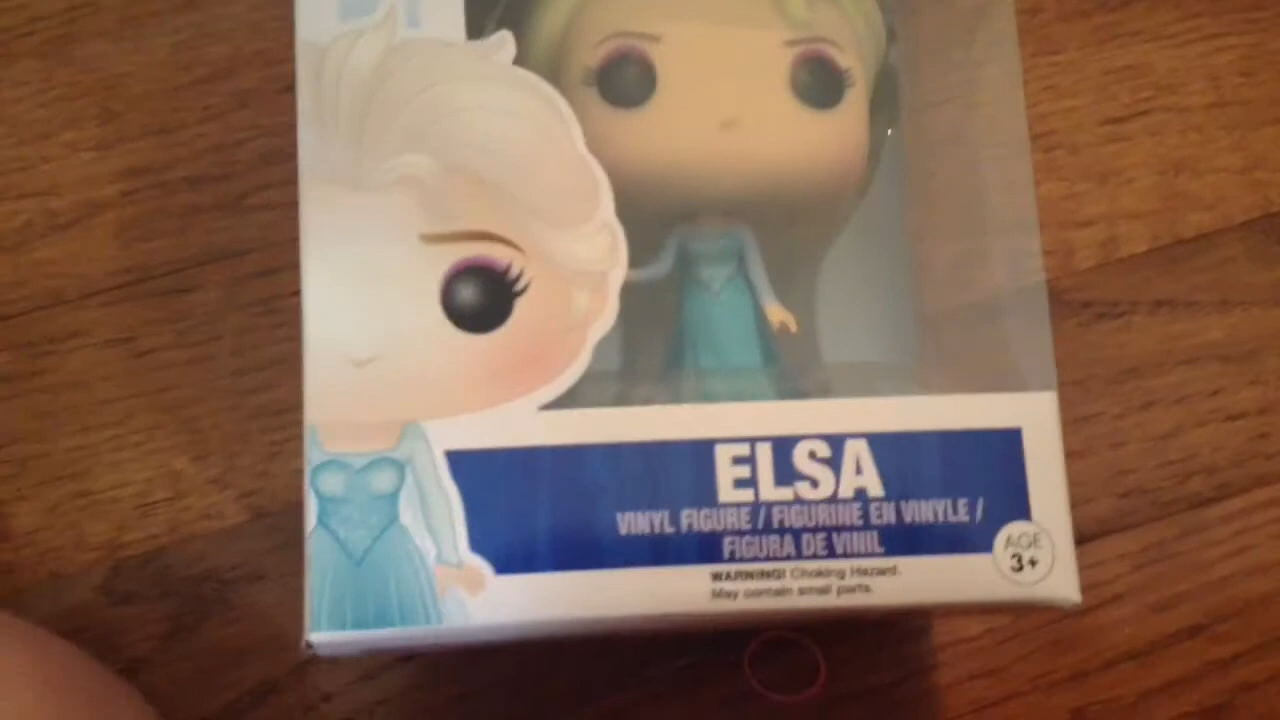 ELSA
VINYL FIGURE / FIGURINE EN VINYLE /
FIGURA DE VINIL
AGE
3+
WARNING! Choking Hazard.
May contain small parts.